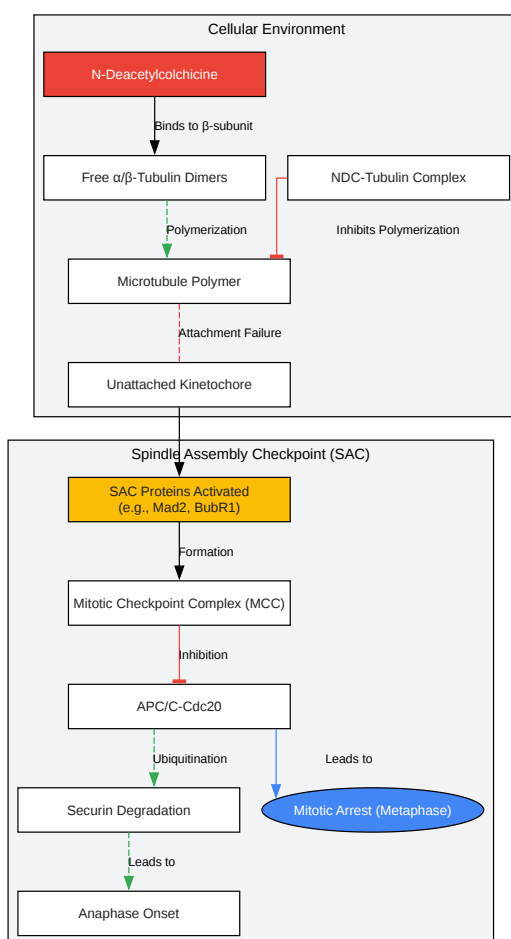 Cellular Environment
N-Deacetylcolchicine
Binds to β-subunit
Free α/β-Tubulin Dimers
NDC-Tubulin Complex
Polymerization
Inhibits Polymerization
Microtubule Polymer
Attachment Failure
Unattached Kinetochore
Spindle Assembly Checkpoint (SAC)
SAC Proteins Activated
(e.g., Mad2, BubR1)
Formation
Mitotic Checkpoint Complex (MCC)
Inhibition
APC/C-Cdc20
Ubiquitination
Leads to
Securin Degradation
Mitotic Arrest (Metaphase)
Leads to
Anaphase Onset